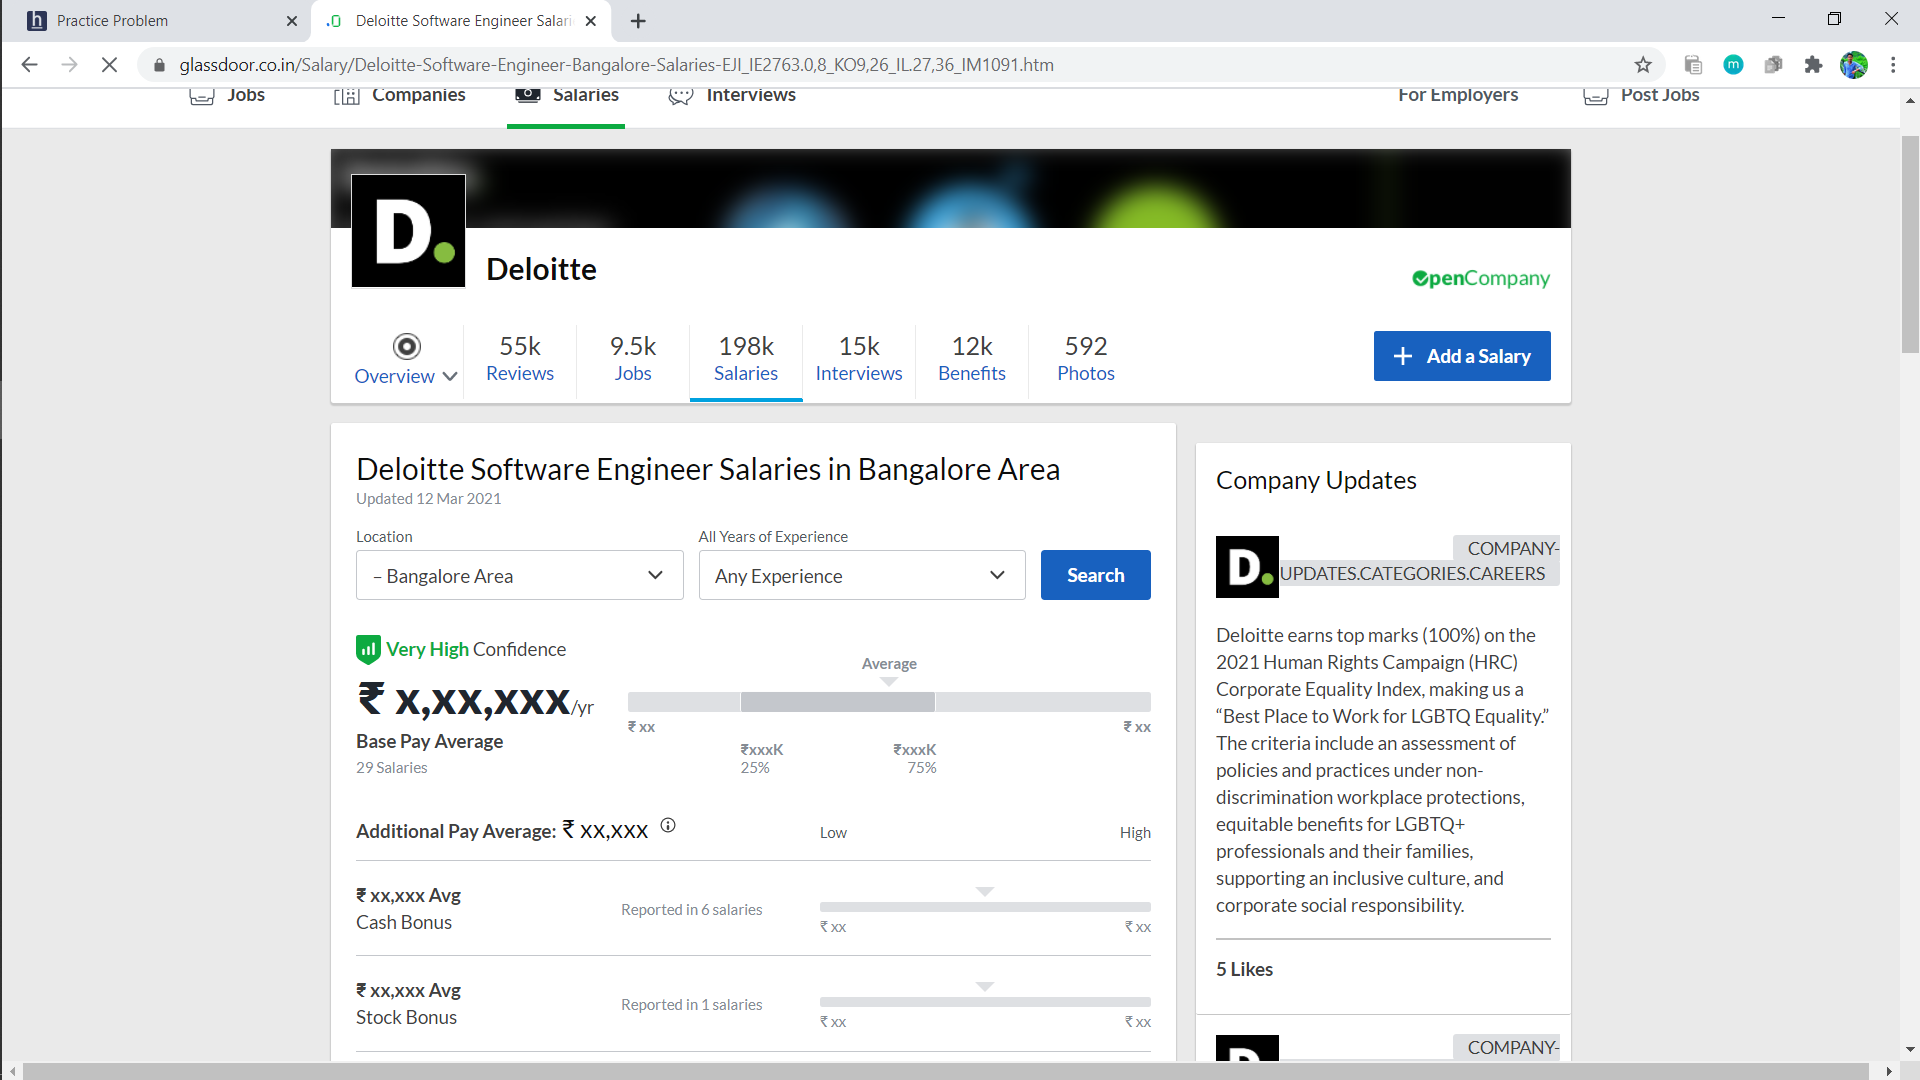 Practice Problem
Deloitte Software Engineer Salari
glassdoor.co.in/Salary/Deloitte-Software-Engineer-Bangalore-Salaries-EJI_IE2763.0,8_KO9,26_IL.27,36_IM1091.htm
Jobs
Companies
Salaries
Interviews
For Employers
Post Jobs
D.
Deloitte
OpenCompany
Overview
55k
Reviews
9.5k
Jobs
198k
Salaries
15k
Interviews
12k
Benefits
592
Photos
+ Add a Salary
Deloitte Software Engineer Salaries in Bangalore Area
Updated 12 Mar 2021
Location
All Years of Experience
– Bangalore Area
Any Experience
Search
Very High Confidence
₹ x,xx,xxx/yr
Base Pay Average
29 Salaries
Average
₹ xx
₹ xx
₹xxxK
25%
₹xxxK
75%
Additional Pay Average: ₹ xx,xxx
Low
High
₹ xx,xxx Avg
Cash Bonus
Reported in 6 salaries
₹ xx
₹ xx
₹ xx,xxx Avg
Stock Bonus
Reported in 1 salaries
₹ xx
₹ xx
Company Updates
D.
COMPANY-
UPDATES.CATEGORIES.CAREERS
Deloitte earns top marks (100%) on the
2021 Human Rights Campaign (HRC)
Corporate Equality Index, making us a
“Best Place to Work for LGBTQ Equality.”
The criteria include an assessment of
policies and practices under non-
discrimination workplace protections,
equitable benefits for LGBTQ+
professionals and their families,
supporting an inclusive culture, and
corporate social responsibility.
5 Likes
COMPANY-